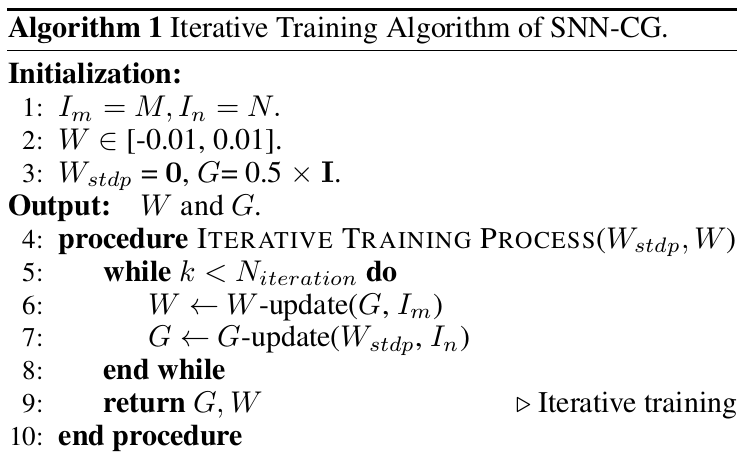 Algorithm 1 Iterative Training Algorithm of SNN-CG.
Initialization:
1: I_m = M, I_n = N.
2: W ∈ [-0.01, 0.01].
3: W_stdp = 0, G= 0.5 × I.
Output: W and G.
4: procedure ITERATIVE TRAINING PROCESS(W_stdp, W)
5: while k < N_iteration do
6: W ← W-update(G, I_m)
7: G ← G-update(W_stdp, I_n)
8: end while
9: return G, W ▷ Iterative training
10: end procedure